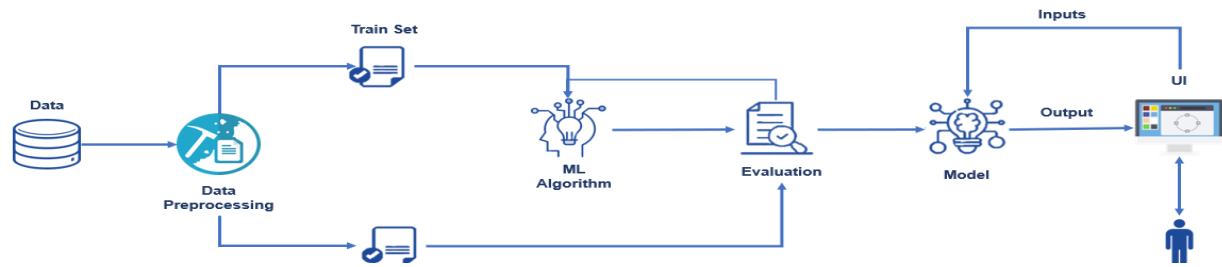 Inputs
Train Set
UI
Data
Output
ML
Algorithm
Evaluation
Model
Data
Preprocessing